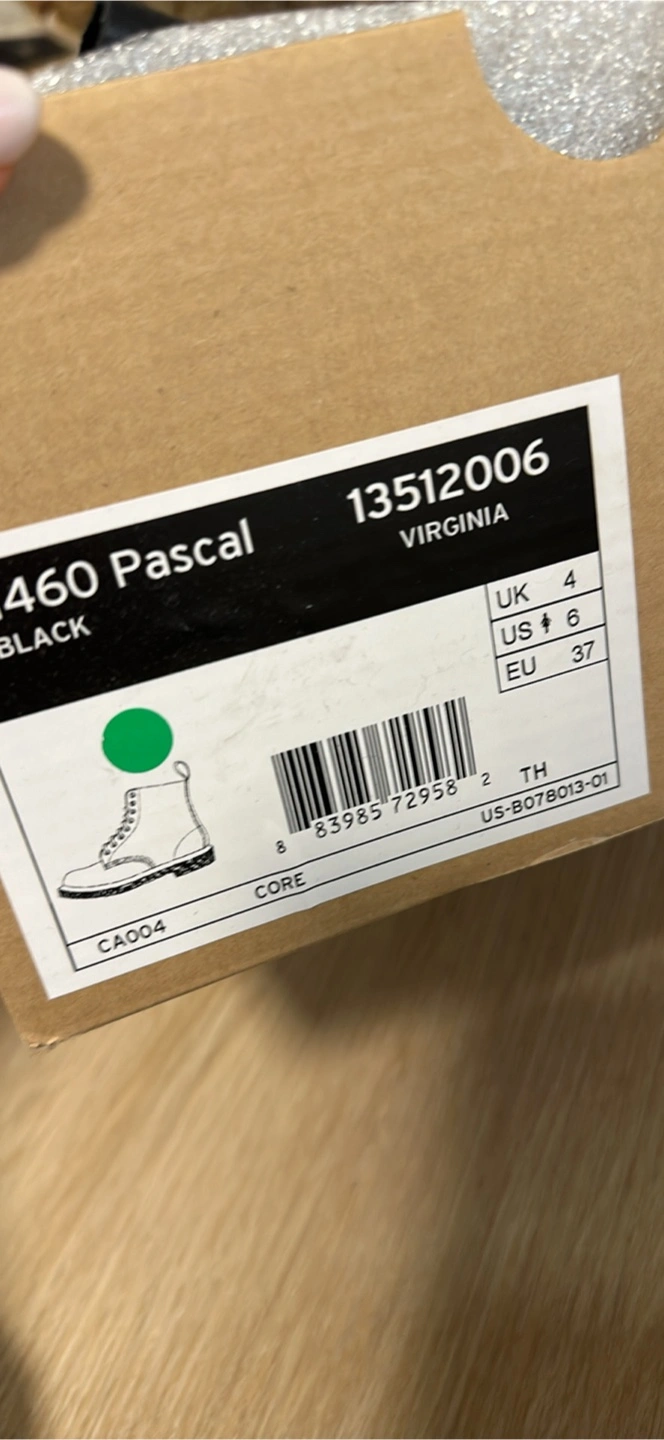 1460 Pascal
BLACK
13512006
VIRGINIA
UK 4
US 6
EU 37
8 83985 72958 2
TH
US-B078013-01
CORE
CA004